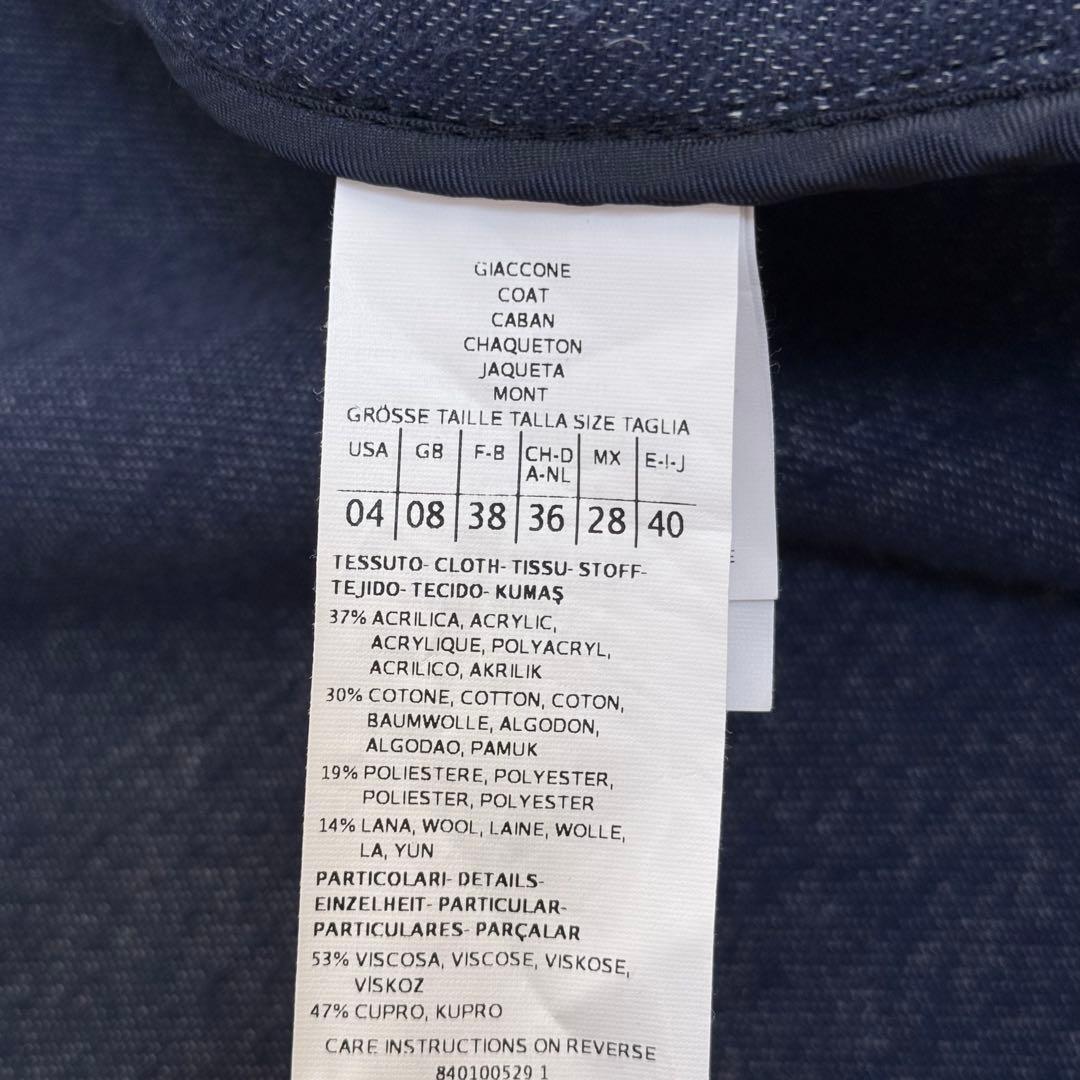 GIACCONE
COAT
CABAN
CHAQUETON
JAQUETA
MONT
GRÖSSE TAILLE TALLA SIZE TAGLIA
USA GB F-B CH-D A-NL MX E-I-J
04 08 38 36 28 40
TESSUTO- CLOTH- TISSU- STOFF-
TEJIDO- TECIDO- KUMAŞ
37% ACRILICA, ACRYLIC,
ACRYLIQUE, POLYACRYL,
ACRILICO, AKRILIK
30% COTONE, COTTON, COTON,
BAUMWOLLE, ALGODON,
ALGODAO, PAMUK
19% POLIESTERE, POLYESTER,
POLIESTER, POLYESTER
14% LANA, WOOL, LAINE, WOLLE,
LA, YUN
PARTICOLARI- DETAILS-
EINZELHEIT- PARTICULAR-
PARTICULARES- PARÇALAR
53% VISCOSA, VISCOSE, VISKOSE,
VİSKOZ
47% CUPRO, KUPRO
CARE INSTRUCTIONS ON REVERSE
840100529 1